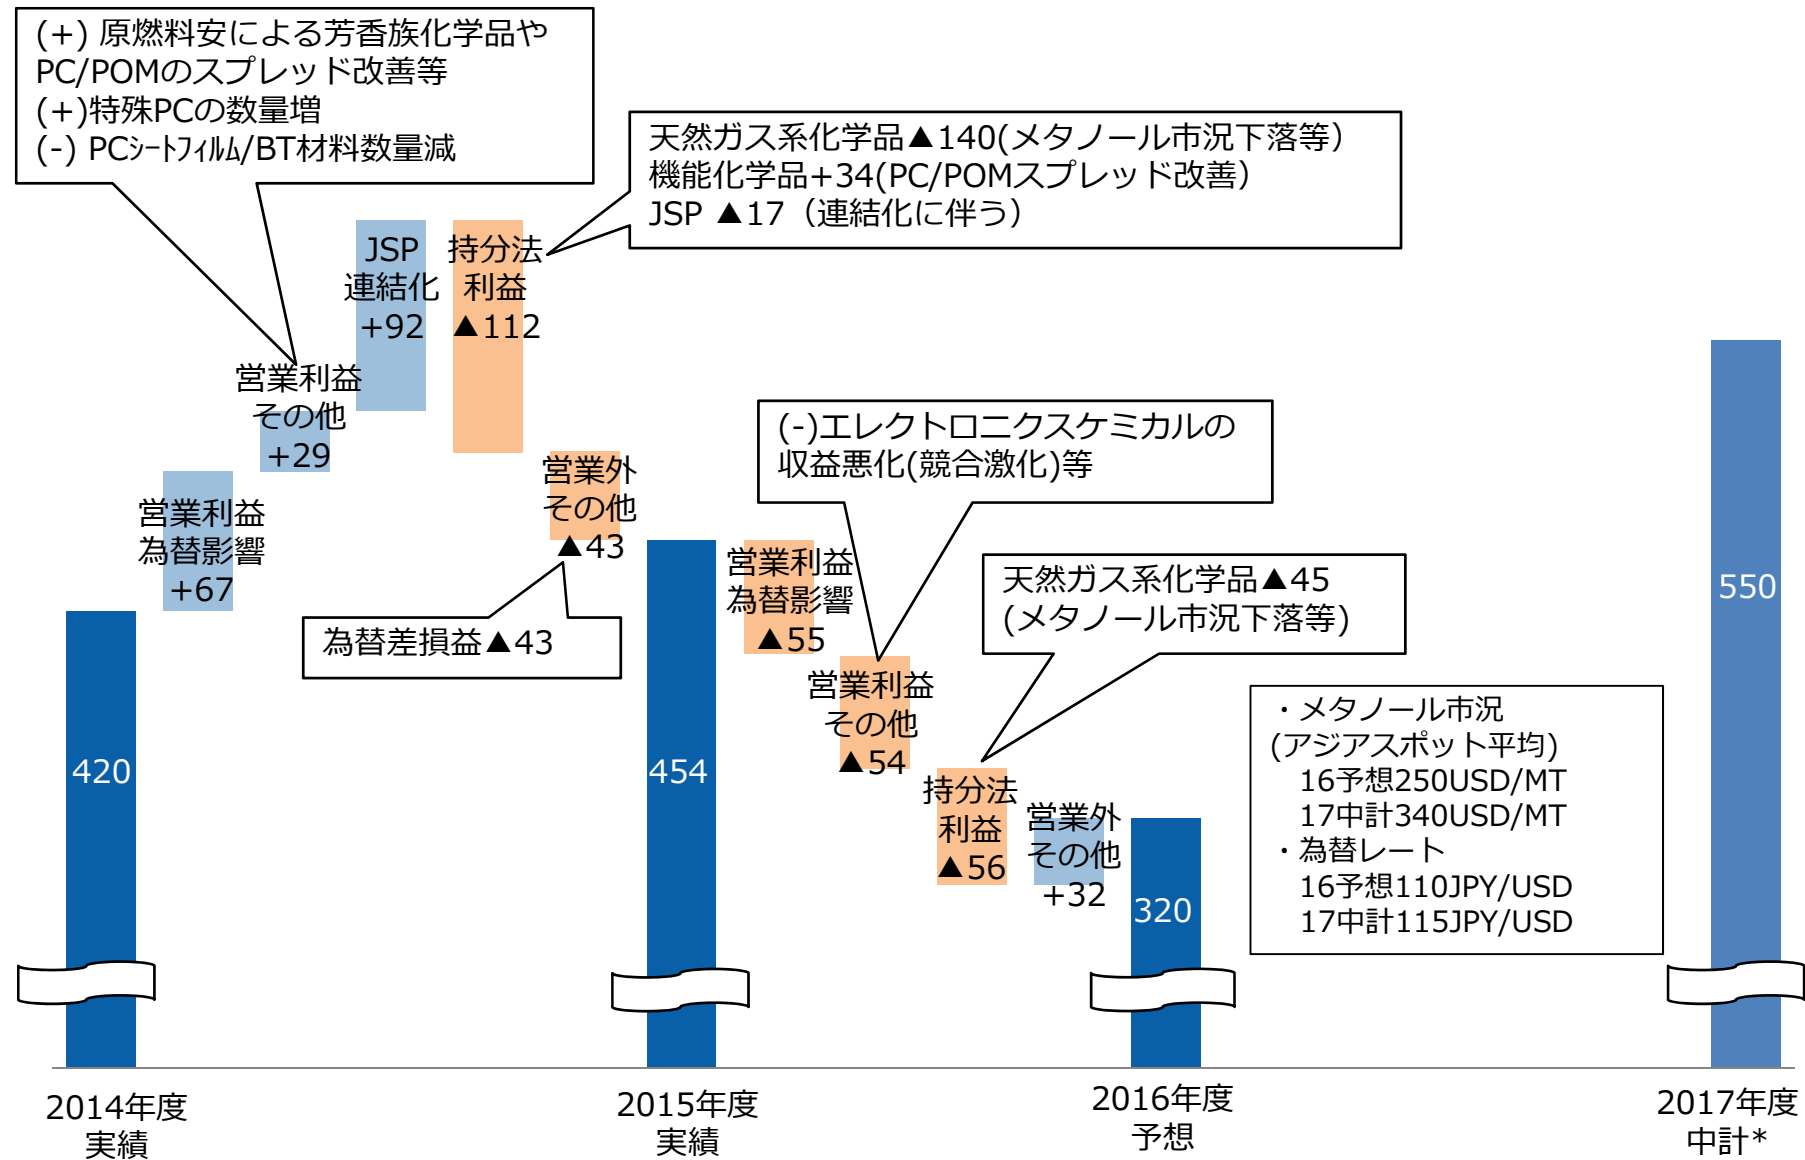 (+) 原燃料安による芳香族化学品や
PC/POMのスプレッド改善等
(+)特殊PCの数量増
(-) PCｼｰﾄﾌｨﾙﾑ/BT材料数量減
天然ガス系化学品▲140(メタノール市況下落等）
機能化学品+34(PC/POMスプレッド改善）
JSP ▲17（連結化に伴う）
JSP
連結化
+92
持分法
利益
▲112
営業利益
その他
+29
営業利益
為替影響
+67
営業外
その他
▲43
為替差損益▲43
(-)エレクトロニクスケミカルの
収益悪化(競合激化)等
営業利益
為替影響
▲55
営業利益
その他
▲54
天然ガス系化学品▲45
(メタノール市況下落等)
持分法
利益
▲56
営業外
その他
+32
・メタノール市況
(アジアスポット平均)
16予想250USD/MT
17中計340USD/MT
・為替レート
16予想110JPY/USD
17中計115JPY/USD
420
454
320
550
2014年度
実績
2015年度
実績
2016年度
予想
2017年度
中計*